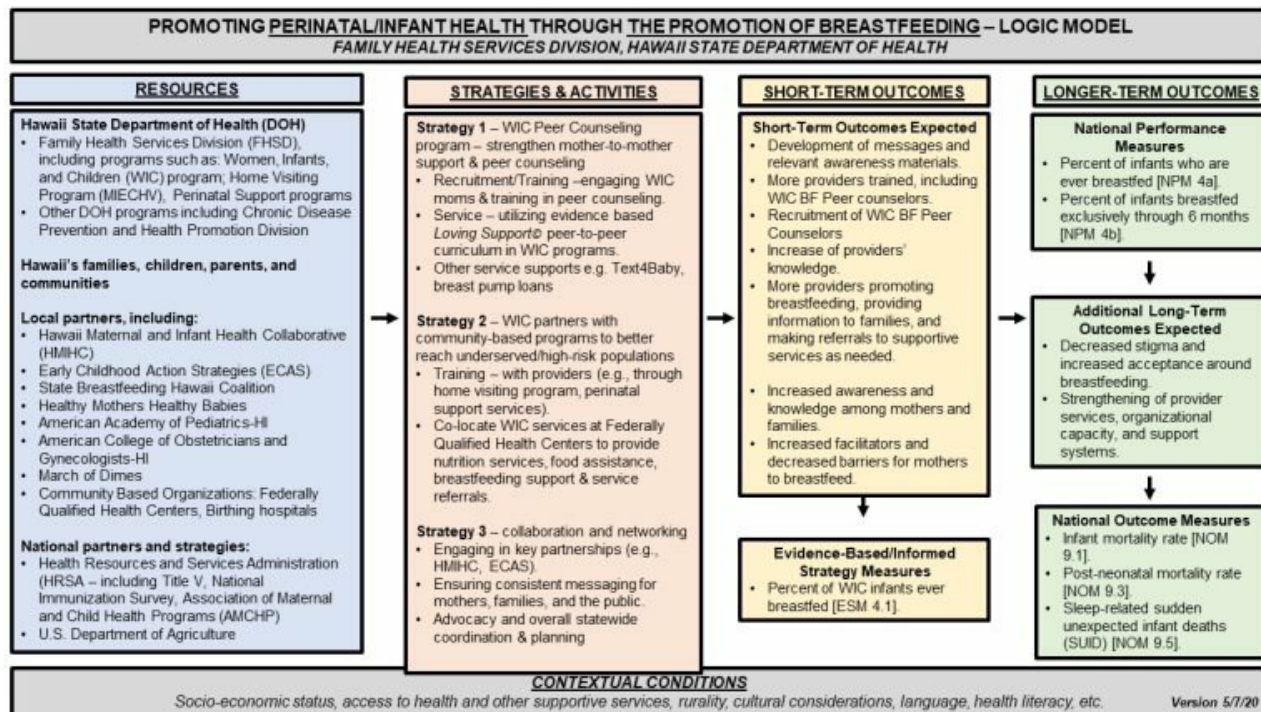 PROMOTING PERINATAL/INFANT HEALTH THROUGH THE PROMOTION OF BREASTFEEDING – LOGIC MODEL
FAMILY HEALTH SERVICES DIVISION, HAWAII STATE DEPARTMENT OF HEALTH
RESOURCES
Hawaii State Department of Health (DOH)
• Family Health Services Division (FHSD),
including programs such as: Women, Infants,
and Children (WIC) program; Home Visiting
Program (MIECHV), Perinatal Support programs
• Other DOH programs including Chronic Disease
Prevention and Health Promotion Division
Hawaii's families, children, parents, and
communities
Local partners, including:
• Hawaii Maternal and Infant Health Collaborative
(HMIHC)
• Early Childhood Action Strategies (ECAS)
• State Breastfeeding Hawaii Coalition
• Healthy Mothers Healthy Babies
• American Academy of Pediatrics-HI
• American College of Obstetricians and
Gynecologists-HI
• March of Dimes
• Community Based Organizations: Federally
Qualified Health Centers, Birthing hospitals
National partners and strategies:
• Health Resources and Services Administration
(HRSA – including Title V, National
Immunization Survey, Association of Maternal
and Child Health Programs (AMCHP)
• U.S. Department of Agriculture
STRATEGIES & ACTIVITIES
Strategy 1 – WIC Peer Counseling
program – strengthen mother-to-mother
support & peer counseling
• Recruitment/Training –engaging WIC
moms & training in peer counseling.
• Service – utilizing evidence based
Loving Support© peer-to-peer
curriculum in WIC programs.
• Other service supports e.g. Text4Baby,
breast pump loans
Strategy 2 – WIC partners with
community-based programs to better
reach underserved/high-risk populations
• Training – with providers (e.g., through
home visiting program, perinatal
support services).
• Co-locate WIC services at Federally
Qualified Health Centers to provide
nutrition services, food assistance,
breastfeeding support & service
referrals.
Strategy 3 – collaboration and networking
• Engaging in key partnerships (e.g.,
HMIHC, ECAS).
• Ensuring consistent messaging for
mothers, families, and the public.
• Advocacy and overall statewide
coordination & planning
SHORT-TERM OUTCOMES
Short-Term Outcomes Expected
• Development of messages and
relevant awareness materials.
• More providers trained, including
WIC BF Peer counselors.
• Recruitment of WIC BF Peer
Counselors
• Increase of providers'
knowledge.
• More providers promoting
breastfeeding, providing
information to families, and
making referrals to supportive
services as needed.
• Increased awareness and
knowledge among mothers and
families.
• Increased facilitators and
decreased barriers for mothers
to breastfeed.
Evidence-Based/Informed
Strategy Measures
• Percent of WIC infants ever
breastfed [ESM 4.1].
LONGER-TERM OUTCOMES
National Performance
Measures
• Percent of infants who are
ever breastfed [NPM 4a].
• Percent of infants breastfed
exclusively through 6 months
[NPM 4b].
Additional Long-Term
Outcomes Expected
• Decreased stigma and
increased acceptance around
breastfeeding.
• Strengthening of provider
services, organizational
capacity, and support
systems.
National Outcome Measures
• Infant mortality rate [NOM
9.1].
• Post-neonatal mortality rate
[NOM 9.3].
• Sleep-related sudden
unexpected infant deaths
(SUID) [NOM 9.5].
CONTEXTUAL CONDITIONS
Socio-economic status, access to health and other supportive services, rurality, cultural considerations, language, health literacy, etc.
Version 5/7/20